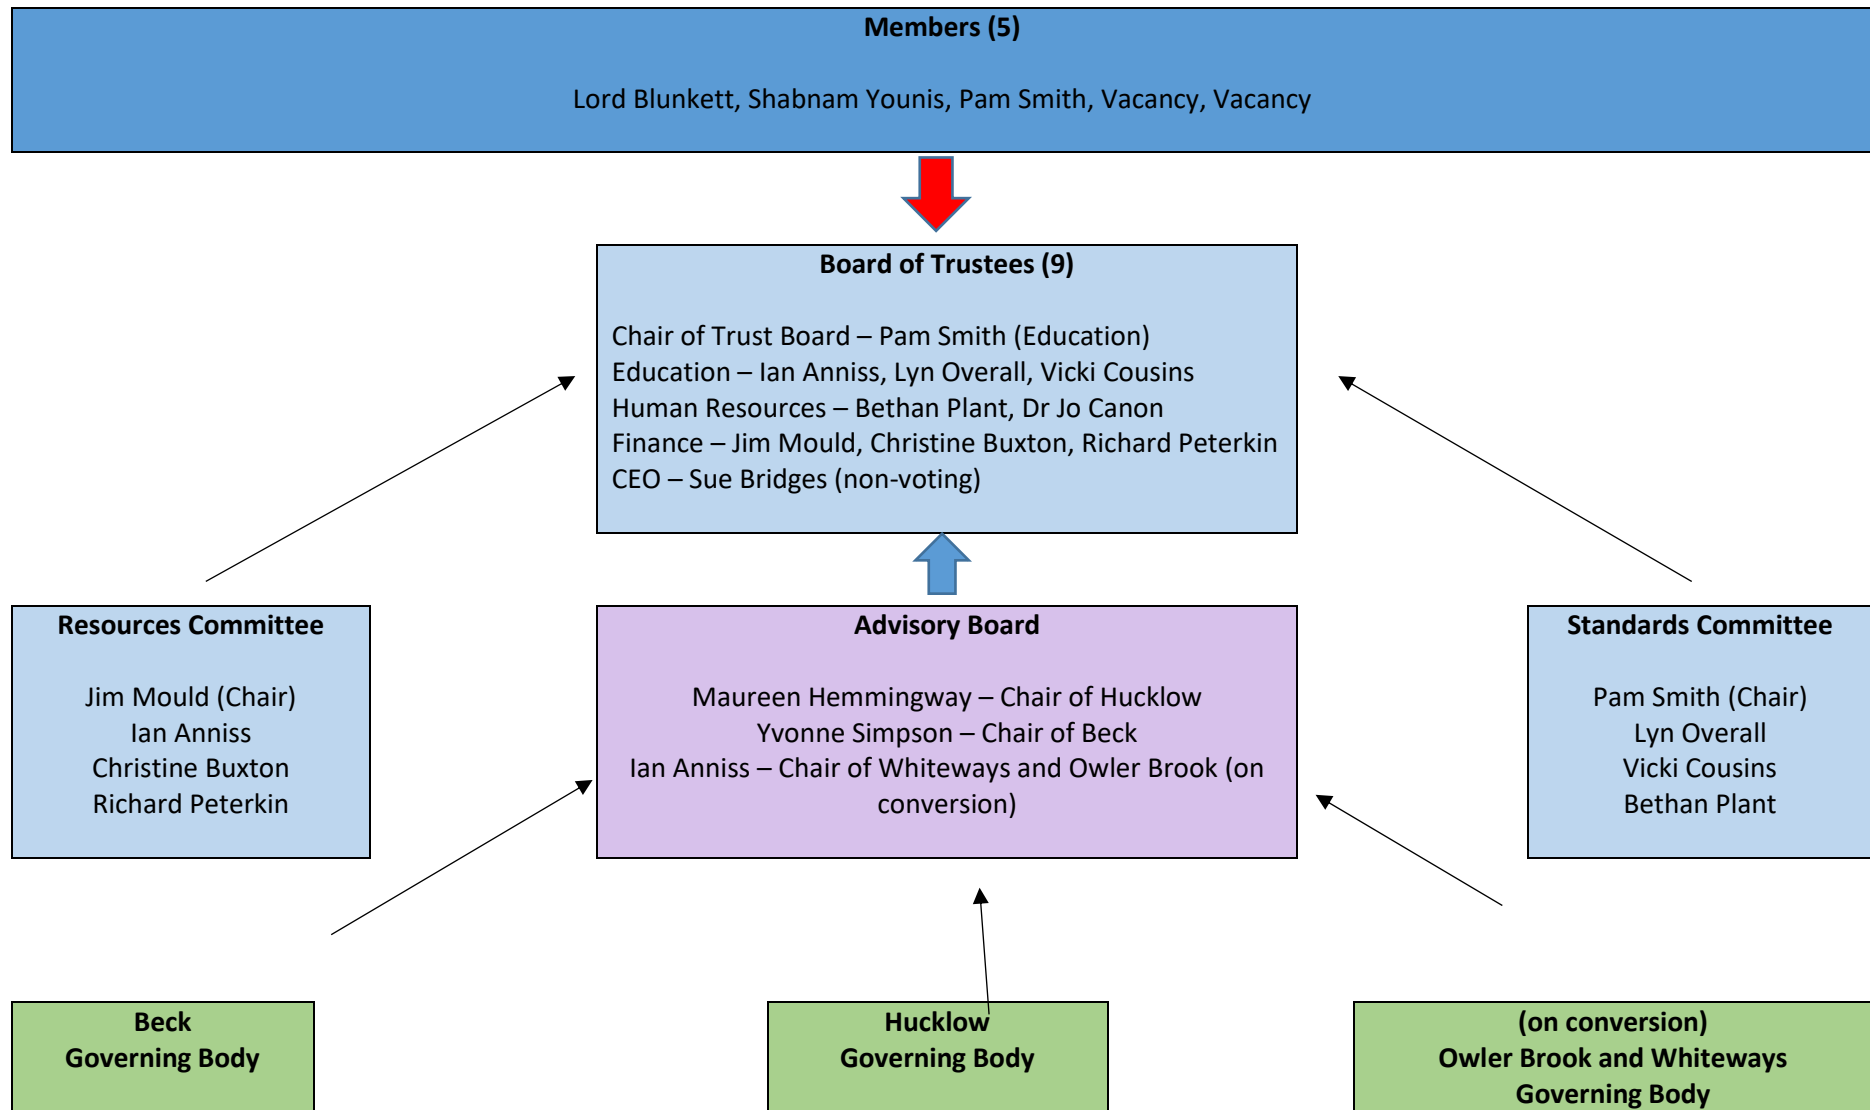 Members (5)
Lord Blunkett, Shabnam Younis, Pam Smith, Vacancy, Vacancy
Board of Trustees (9)
Chair of Trust Board – Pam Smith (Education)
Education – Ian Anniss, Lyn Overall, Vicki Cousins
Human Resources – Bethan Plant, Dr Jo Canon
Finance – Jim Mould, Christine Buxton, Richard Peterkin
CEO – Sue Bridges (non-voting)
Resources Committee
Jim Mould (Chair)
Ian Anniss
Christine Buxton
Richard Peterkin
Advisory Board
Maureen Hemmingway – Chair of Hucklow
Yvonne Simpson – Chair of Beck
Ian Anniss – Chair of Whiteways and Owler Brook (on
conversion)
Standards Committee
Pam Smith (Chair)
Lyn Overall
Vicki Cousins
Bethan Plant
Beck
Governing Body
Hucklow
Governing Body
(on conversion)
Owler Brook and Whiteways
Governing Body